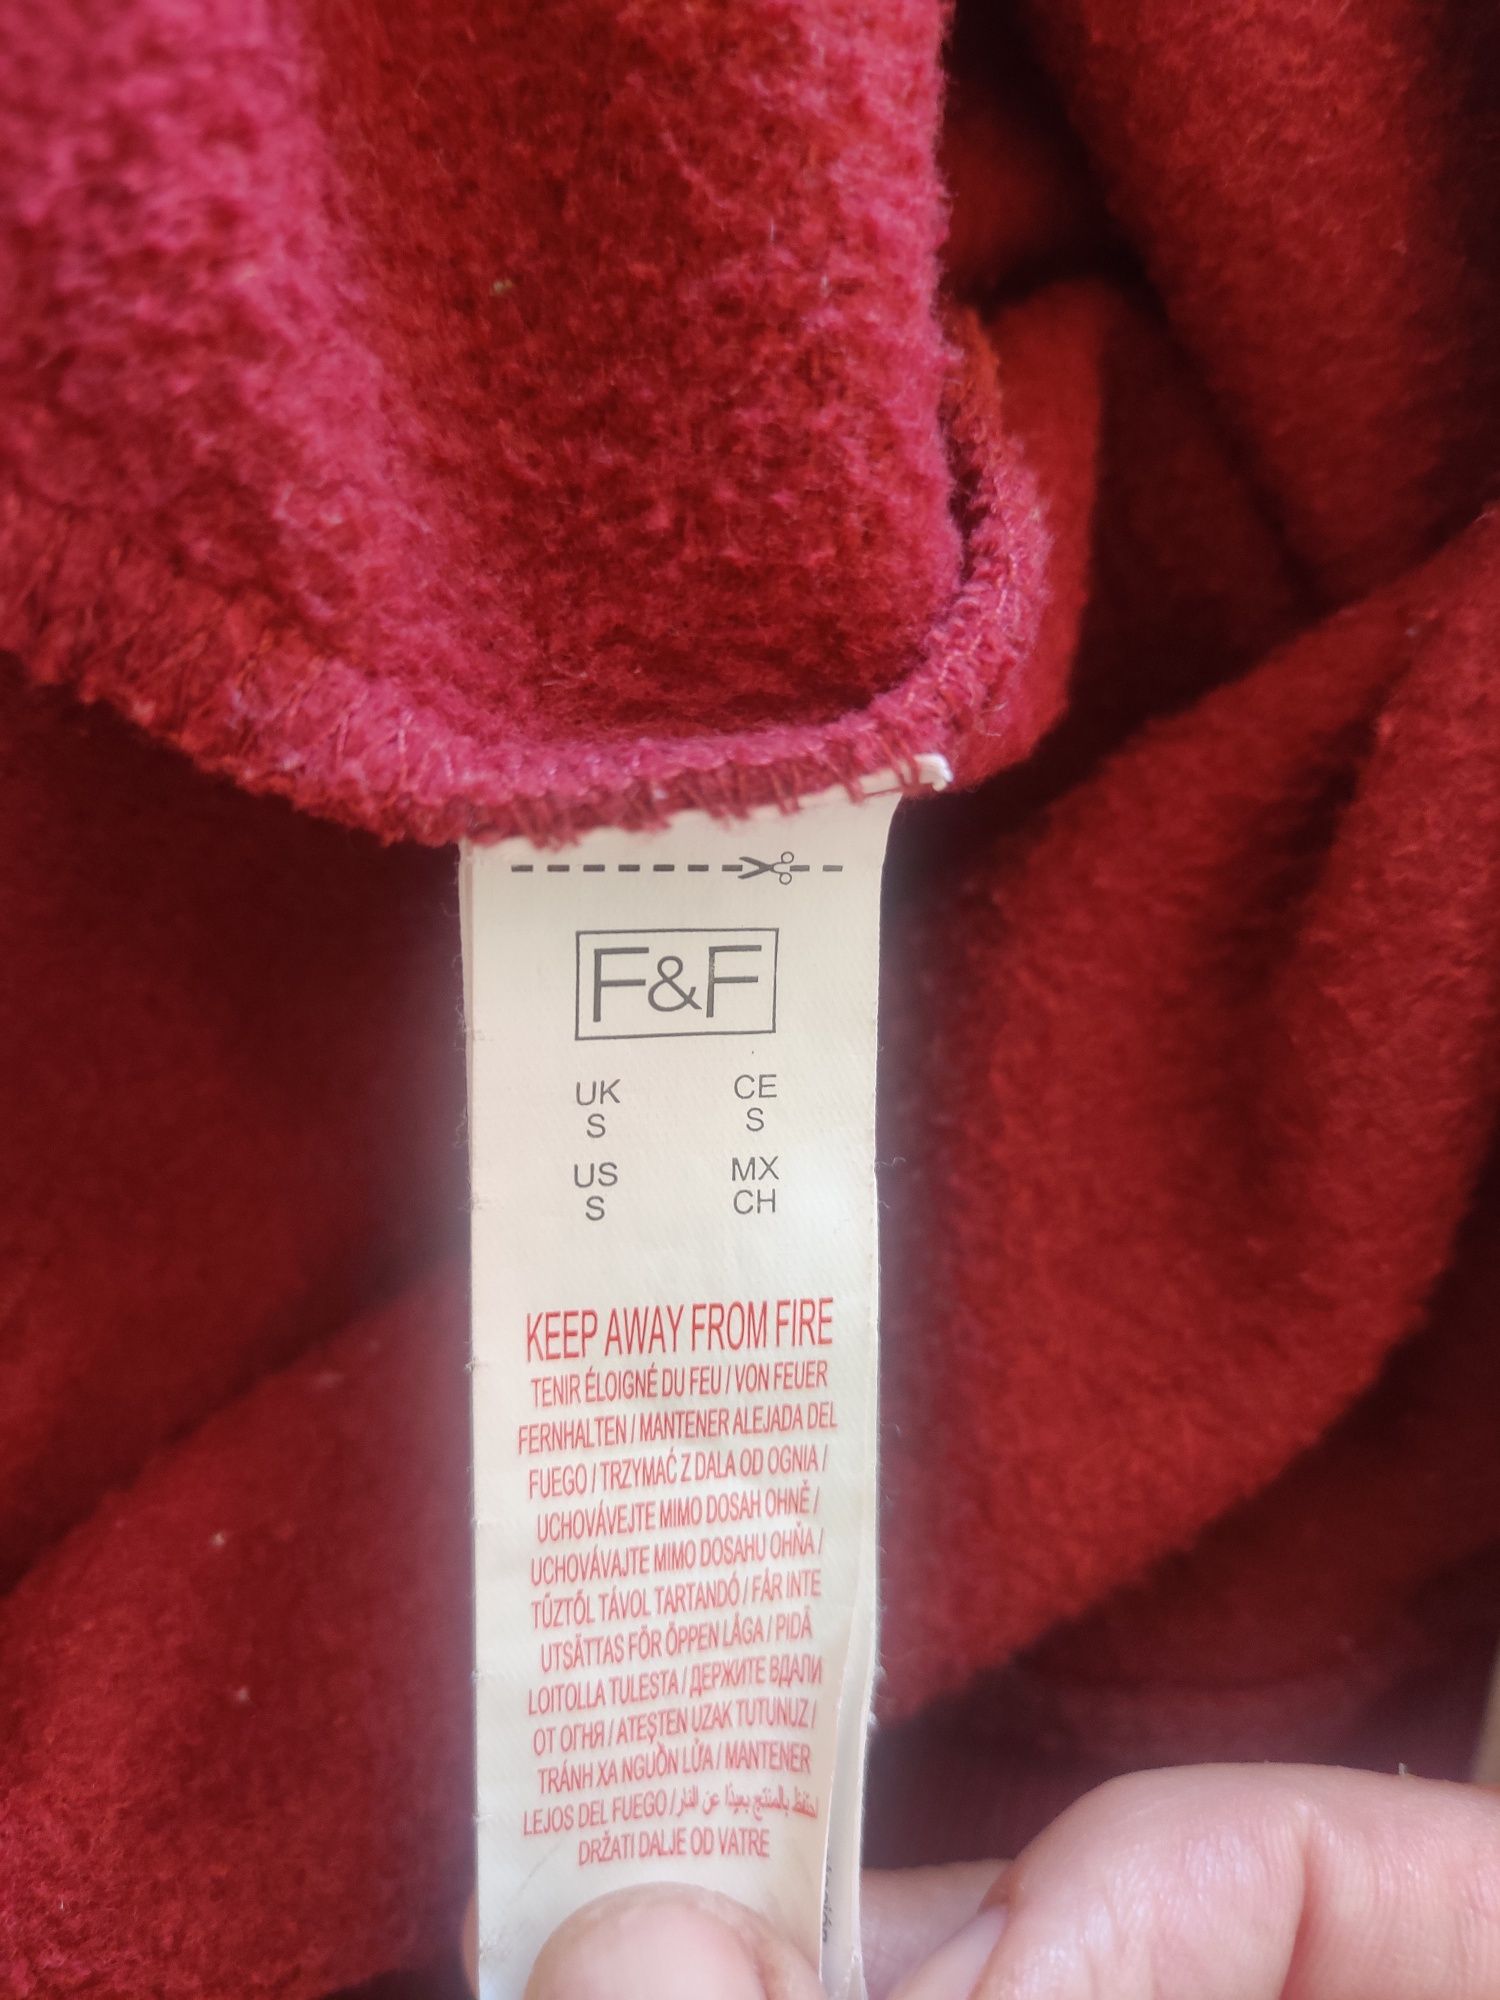 F&F
UK CE
S S
US MX
S CH
KEEP AWAY FROM FIRE
TENIR ÉLOIGNÉ DU FEU / VON FEUER
FERNHALTEN / MANTENER ALEJADA DEL
FUEGO / TRZYMAĆ Z DALA OD OGNIA /
UCHOVÁVEJTE MIMO DOSAH OHNĚ /
UCHOVÁVAJTE MIMO DOSAHU OHŇA /
TŰZTŐL TÁVOL TARTANDÓ / FÅR INTE
UTSÄTTAS FÖR ÖPPEN LÅGA / PIDÄ
LOITOLLA TULESTA / ДЕРЖИТЕ ВДАЛИ
ОТ ОГНЯ / ATEŞTEN UZAK TUTUNUZ /
TRÁNH XA NGUỒN LỬA / MANTENER
LEJOS DEL FUEGO / احتفظ بالمنتج بعيدًا عن النار
DRŽATI DALJE OD VATRE